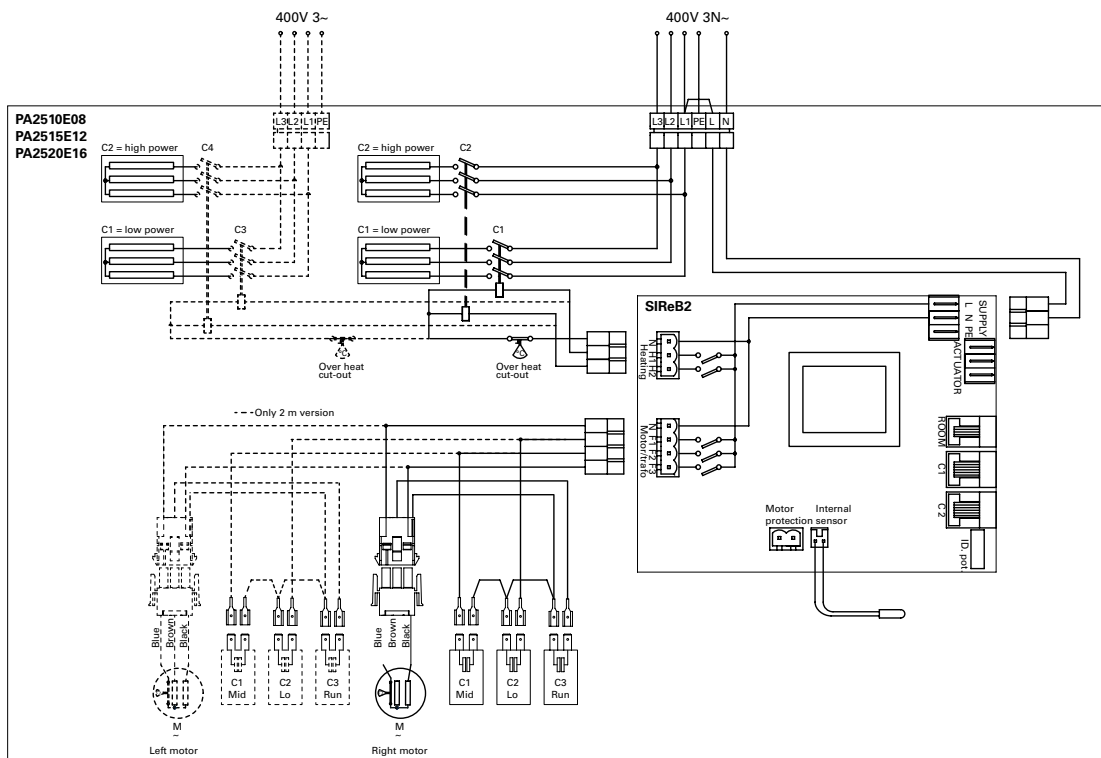 400V 3~
400V 3N~
PA2510E08
PA2515E12
PA2520E16
L3 L2 L1 PE
L3 L2 L1 PE L N
C2 = high power
C4
C2 = high power
C2
C1 = low power
C3
C1 = low power
C1
SIReB2
L N PE
SUPPLY
ACTUATOR
N H1 H2
Heating
Over heat
cut-out
Over heat
cut-out
°C
°C
Only 2 m version
N F1 F2 F3
Motor/trafo
ROOM
C1
C 2
ID. pot.
Motor
protection
Internal
sensor
Blue
Brown
Black
Blue
Brown
Black
C1
Mid
C2
Lo
C3
Run
C1
Mid
C2
Lo
C3
Run
M
~
Left motor
M
~
Right motor